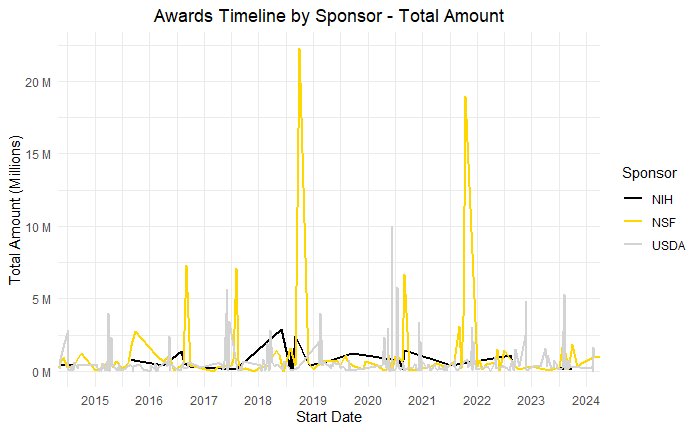 Awards Timeline by Sponsor - Total Amount
Total Amount (Millions)
20 M
15 M
10 M
5 M
0 M
2015 2016 2017 2018 2019 2020 2021 2022 2023 2024
Start Date
Sponsor
NIH
NSF
USDA